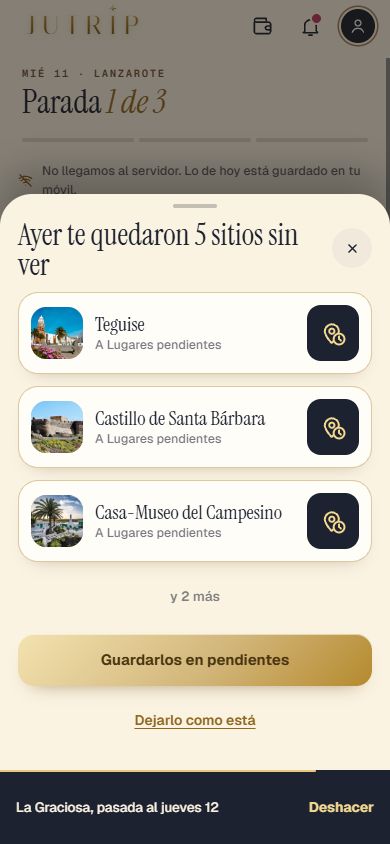 JUTRIP
MIÉ 11 · LANZAROTE
Parada 1 de 3
No llegamos al servidor. Lo de hoy está guardado en tu
móvil.
Ayer te quedaron 5 sitios sin
ver
Teguise
A Lugares pendientes
Castillo de Santa Bárbara
A Lugares pendientes
Casa-Museo del Campesino
A Lugares pendientes
y 2 más
Guardarlos en pendientes
Dejarlo como está
La Graciosa, pasada al jueves 12
Deshacer